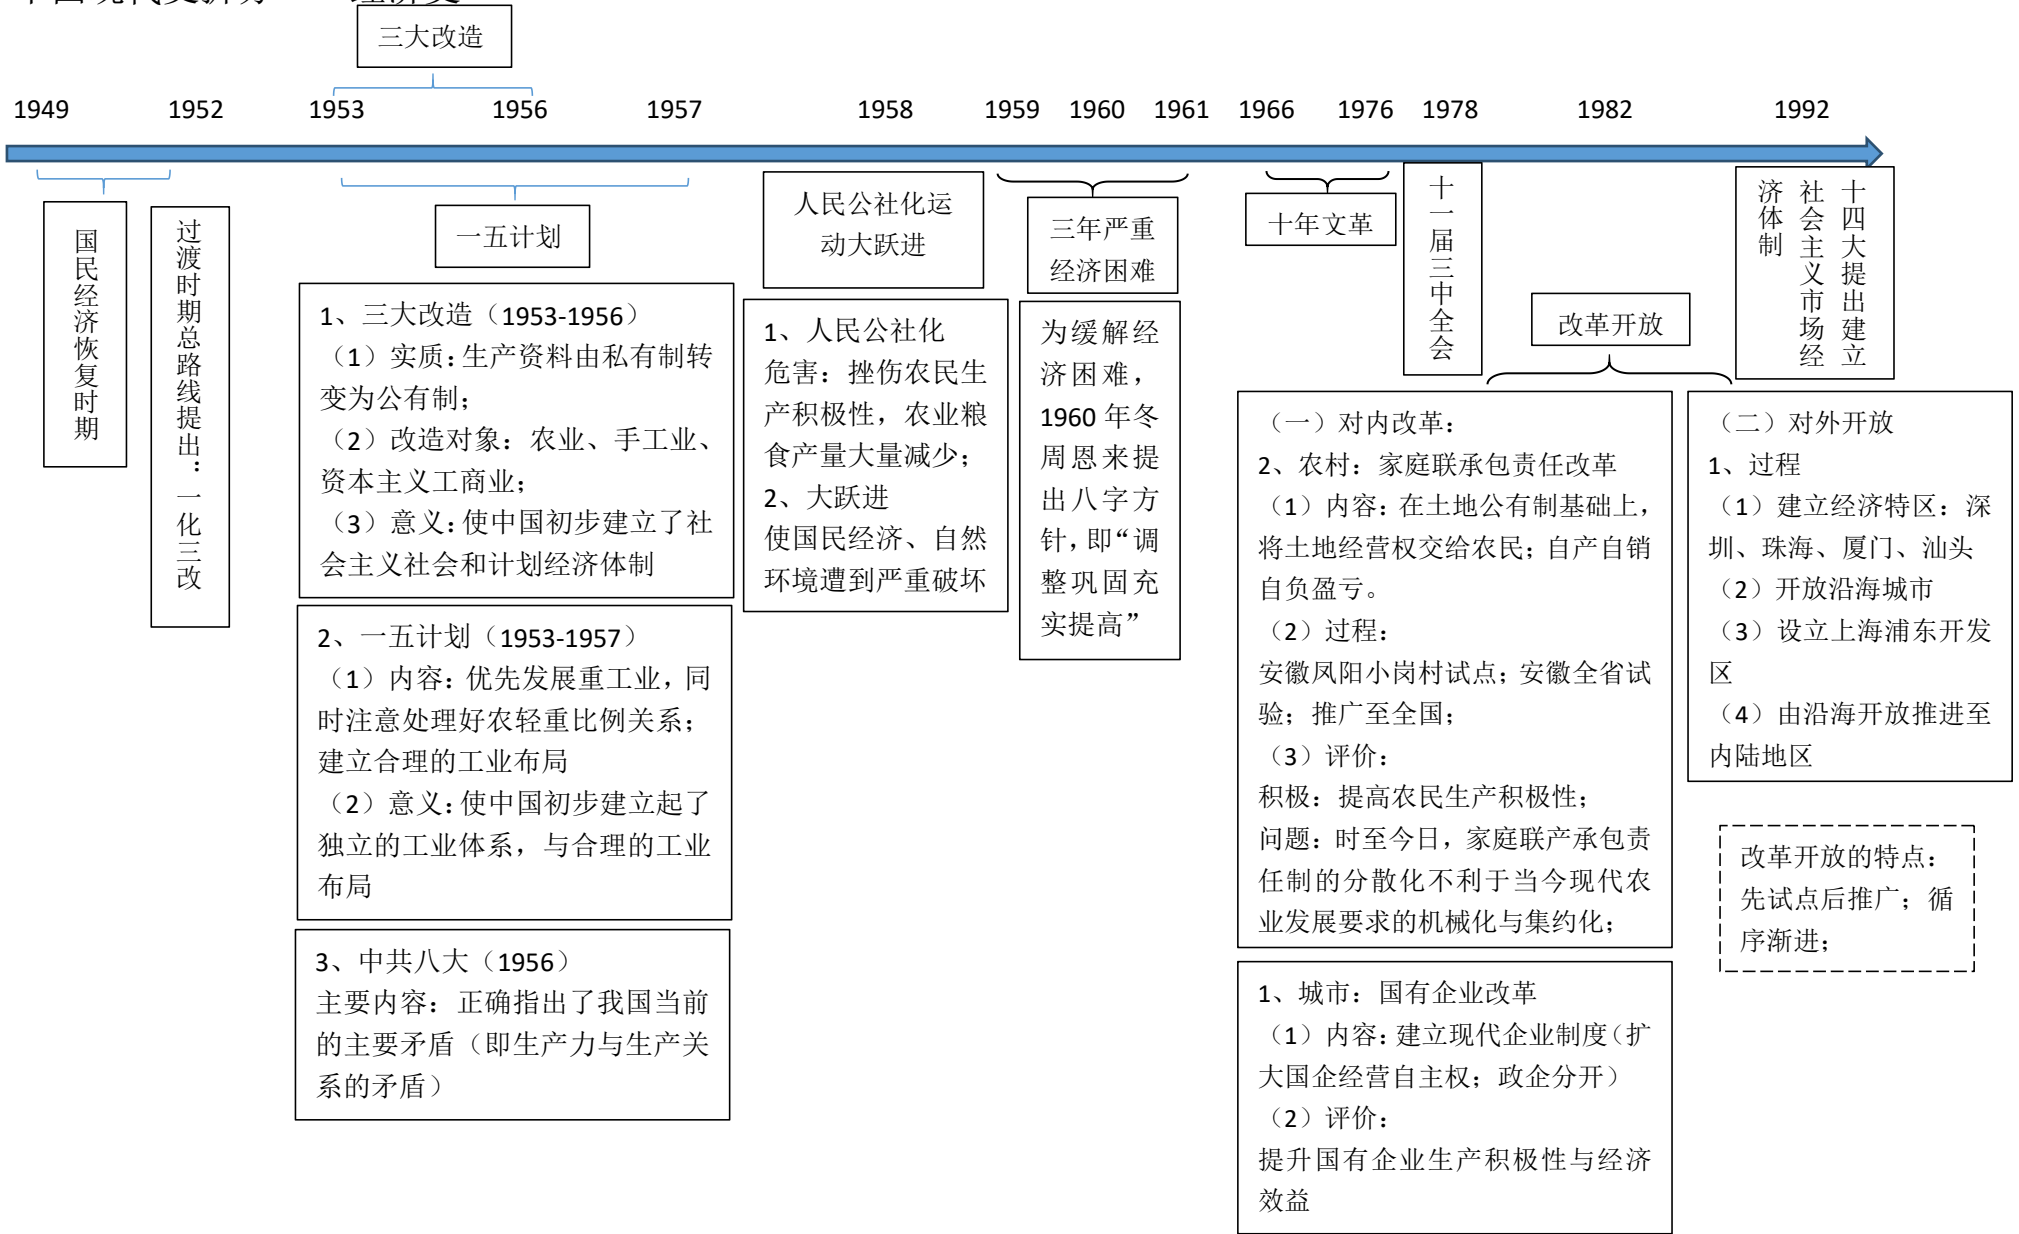 三大改造
1949 1952 1953 1956 1957 1958 1959 1960 1961 1966 1976 1978 1982 1992
国民经济恢复时期
过渡时期总路线提出：一化三改
一五计划
1、三大改造（1953-1956）
（1）实质：生产资料由私有制转
变为公有制；
（2）改造对象：农业、手工业、
资本主义工商业；
（3）意义：使中国初步建立了社
会主义社会和计划经济体制
2、一五计划（1953-1957）
（1）内容：优先发展重工业，同
时注意处理好农轻重比例关系；
建立合理的工业布局
（2）意义：使中国初步建立起了
独立的工业体系，与合理的工业
布局
3、中共八大（1956）
主要内容：正确指出了我国当前
的主要矛盾（即生产力与生产关
系的矛盾）
人民公社化运
动大跃进
1、人民公社化
危害：挫伤农民生
产积极性，农业粮
食产量大量减少；
2、大跃进
使国民经济、自然
环境遭到严重破坏
三年严重
经济困难
为缓解经
济困难，
1960 年冬
周恩来提
出八字方
针，即“调
整巩固充
实提高”
十年文革
十一届三中全会
改革开放
十四大提出建立
社会主义市场经
济体制
（一）对内改革：
2、农村：家庭联承包责任改革
（1）内容：在土地公有制基础上，
将土地经营权交给农民；自产自销
自负盈亏。
（2）过程：
安徽凤阳小岗村试点；安徽全省试
验；推广至全国；
（3）评价：
积极：提高农民生产积极性；
问题：时至今日，家庭联产承包责
任制的分散化不利于当今现代农
业发展要求的机械化与集约化；
1、城市：国有企业改革
（1）内容：建立现代企业制度（扩
大国企经营自主权；政企分开）
（2）评价：
提升国有企业生产积极性与经济
效益
（二）对外开放
1、过程
（1）建立经济特区：深
圳、珠海、厦门、汕头
（2）开放沿海城市
（3）设立上海浦东开发
区
（4）由沿海开放推进至
内陆地区
改革开放的特点：
先试点后推广；循
序渐进；